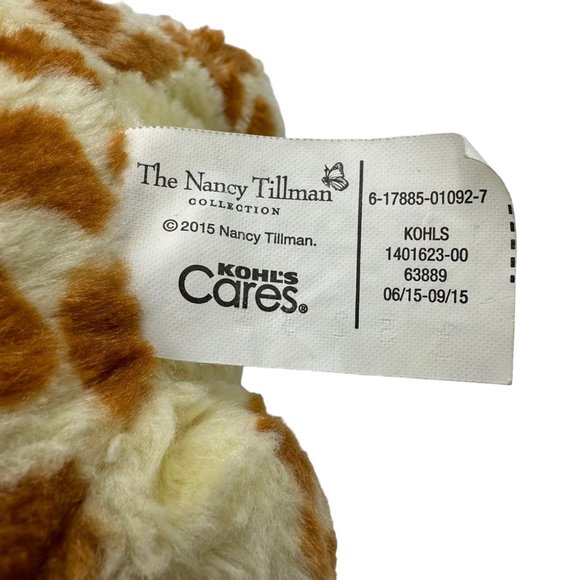 The Nancy Tillman
COLLECTION
© 2015 Nancy Tillman.
KOHL'S
Cares®
6-17885-01092-7
KOHLS
1401623-00
63889
06/15-09/15